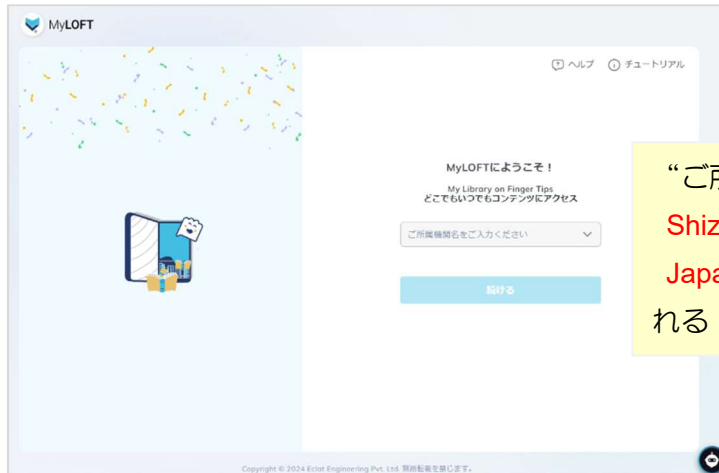 MyLOFT
ヘルプ チュートリアル
MyLOFTにようこそ！
My Library on Finger Tips
どこでもいつでもコンテンツにアクセス
ご所属機関名をご入力ください
続ける
Copyright © 2024 Eclat Engineering Pvt. Ltd. 無断転載を禁じます。
“ご所
Shiz
Japa
れる